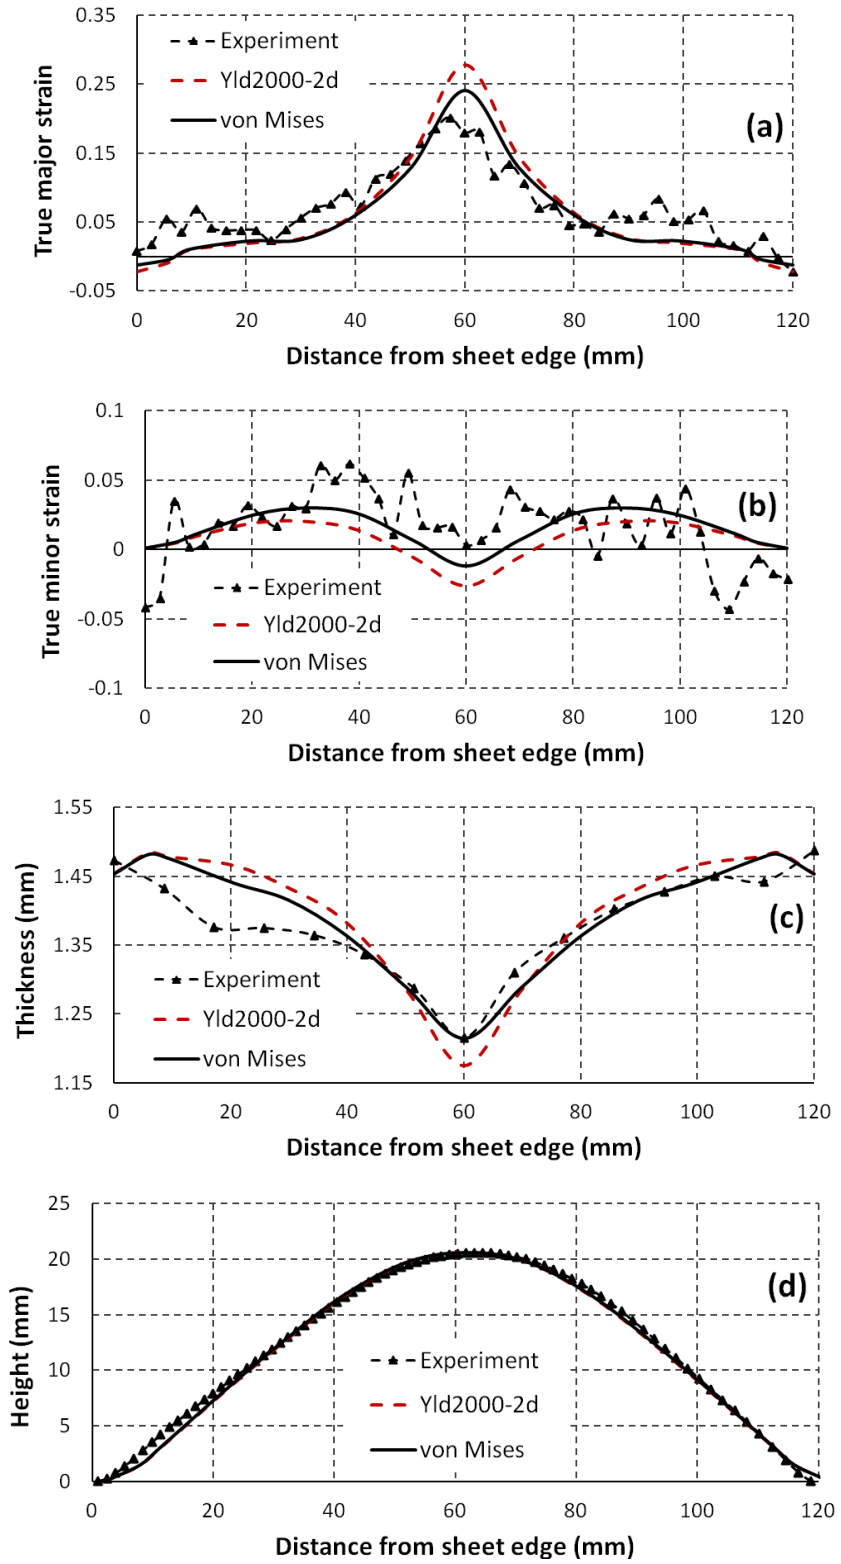 0.35
Experiment
Yld2000-2d
0.25
von Mises
(a)
0.15
0.05
-0.05
True major strain
0 20 40 60 80 100 120
Distance from sheet edge (mm)
0.1
0.05
(b)
0
Experiment
-0.05
Yld2000-2d
von Mises
-0.1
True minor strain
0 20 40 60 80 100 120
Distance from sheet edge (mm)
1.55
1.45
(c)
1.35
Experiment
1.25
Yld2000-2d
von Mises
1.15
Thickness (mm)
0 20 40 60 80 100 120
Distance from sheet edge (mm)
25
20
(d)
15
Experiment
10
Yld2000-2d
5
von Mises
0
Height (mm)
0 20 40 60 80 100 120
Distance from sheet edge (mm)